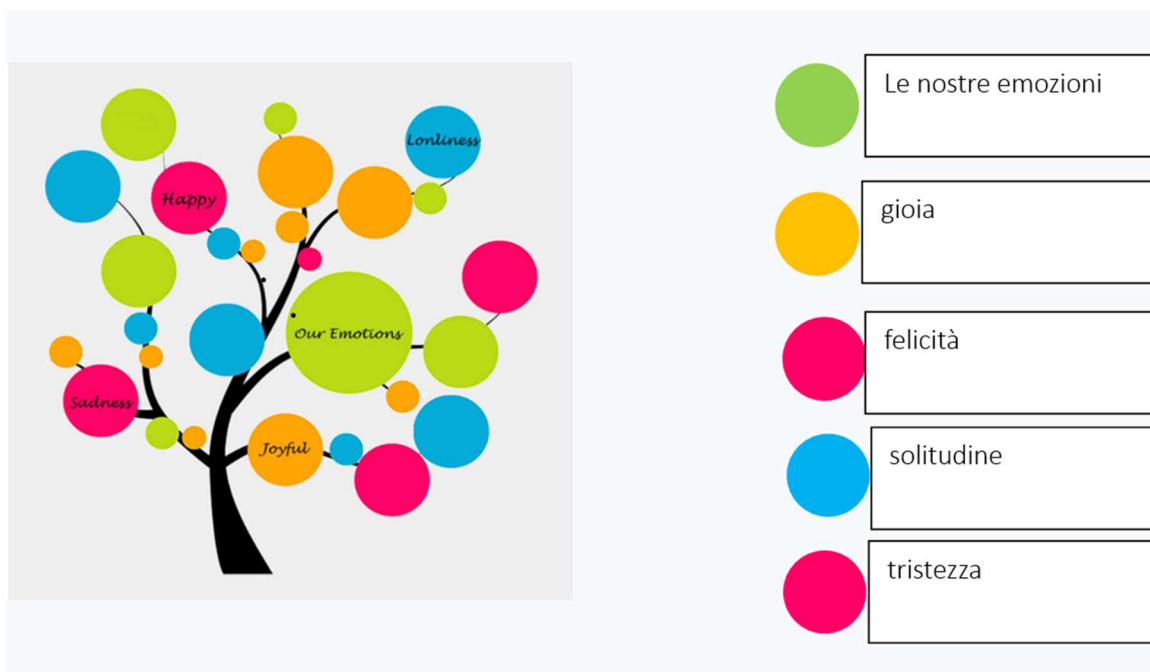 Lonliness
Happy
Our Emotions
Sadness
Joyful
Le nostre emozioni
gioia
felicità
solitudine
tristezza